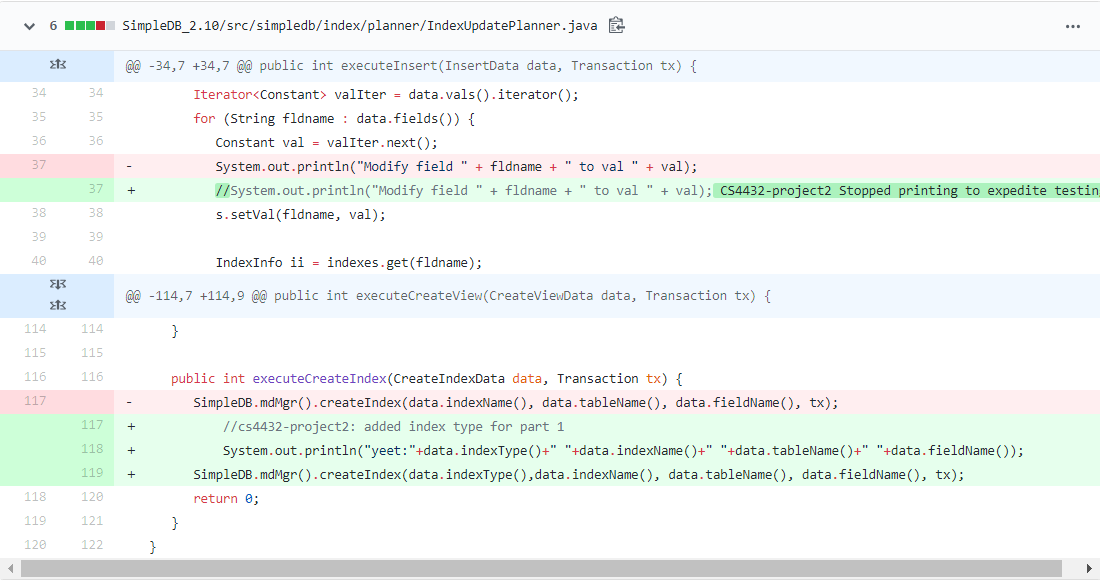 6 SimpleDB_2.10/src/simpledb/index/planner/IndexUpdatePlanner.java ...
@@ -34,7 +34,7 @@ public int executeInsert(InsertData data, Transaction tx) {
34 34 Iterator<Constant> valIter = data.vals().iterator();
35 35 for (String fldname : data.fields()) {
36 36 Constant val = valIter.next();
37 - System.out.println("Modify field " + fldname + " to val " + val);
37 + //System.out.println("Modify field " + fldname + " to val " + val); CS4432-project2 Stopped printing to expedite testing
38 38 s.setVal(fldname, val);
39 39
40 40 IndexInfo ii = indexes.get(fldname);
@@ -114,7 +114,9 @@ public int executeCreateView(CreateViewData data, Transaction tx) {
114 114 }
115 115
116 116 public int executeCreateIndex(CreateIndexData data, Transaction tx) {
117 - SimpleDB.mdMgr().createIndex(data.indexName(), data.tableName(), data.fieldName(), tx);
117 + //cs4432-project2: added index type for part 1
118 + System.out.println("yeet:"+data.indexType()+" "+data.indexName()+" "+data.tableName()+" "+data.fieldName());
119 + SimpleDB.mdMgr().createIndex(data.indexType(),data.indexName(), data.tableName(), data.fieldName(), tx);
118 120 return 0;
119 121 }
120 122 }